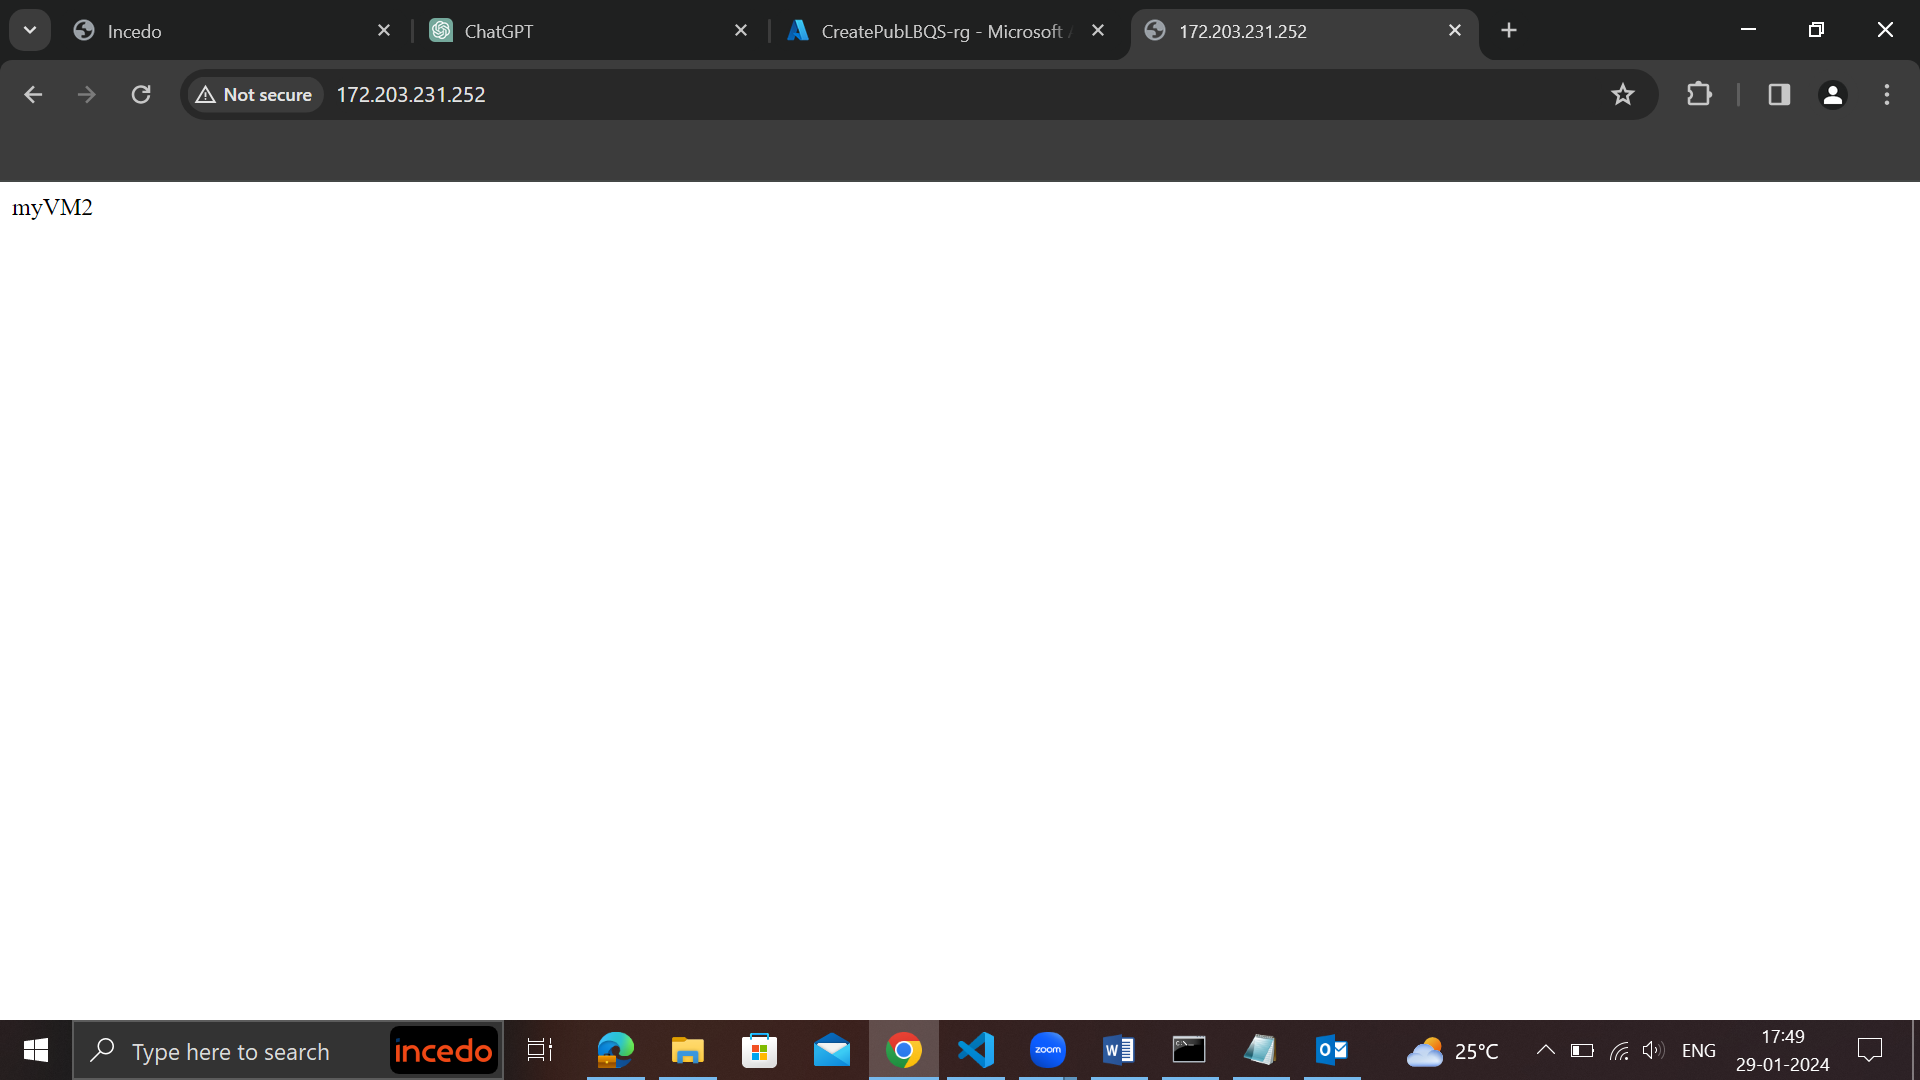 Incedo
ChatGPT
CreatePubLBQS-rg - Microsoft
172.203.231.252
Not secure
172.203.231.252
myVM2
Type here to search
incedo
zoom
25°C
ENG
17:49
29-01-2024